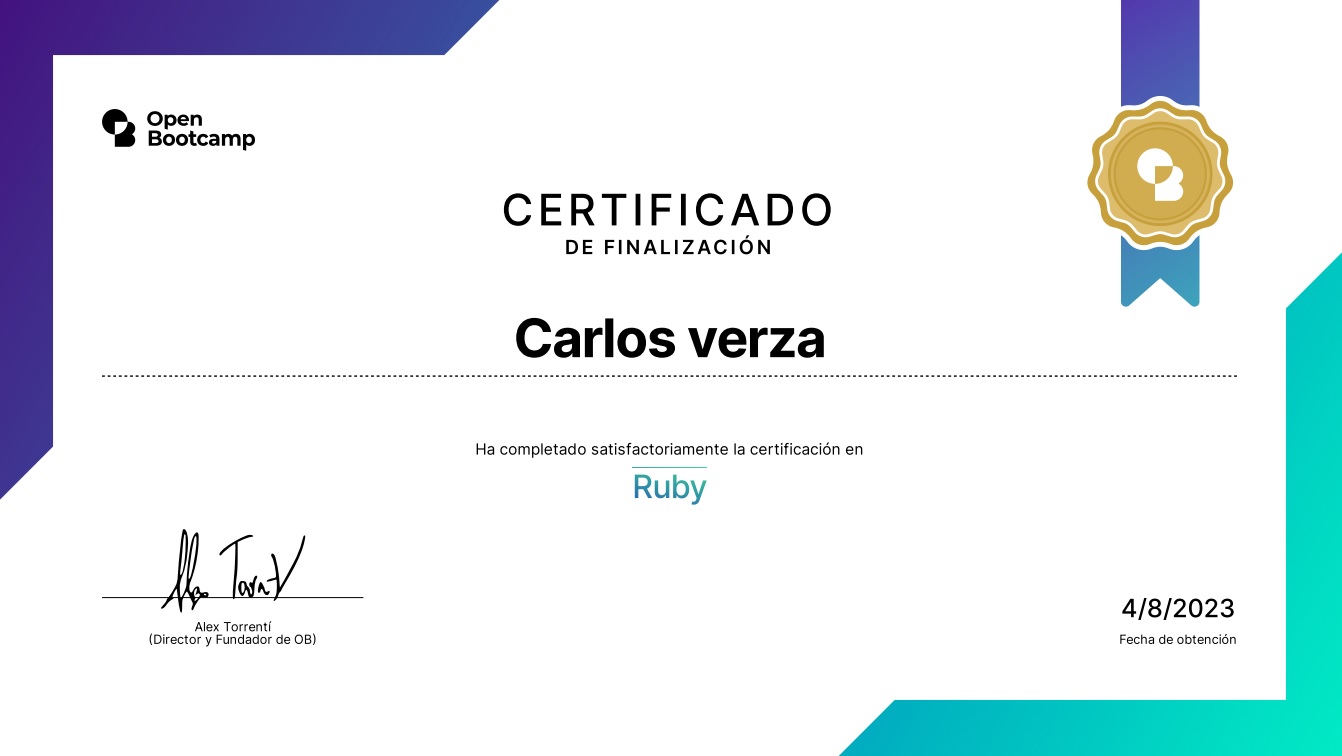 Open
Bootcamp
CERTIFICADO
DE FINALIZACIÓN
Carlos verza
Ha completado satisfactoriamente la certificación en
Ruby
Alex Torrentí
(Director y Fundador de OB)
4/8/2023
Fecha de obtención